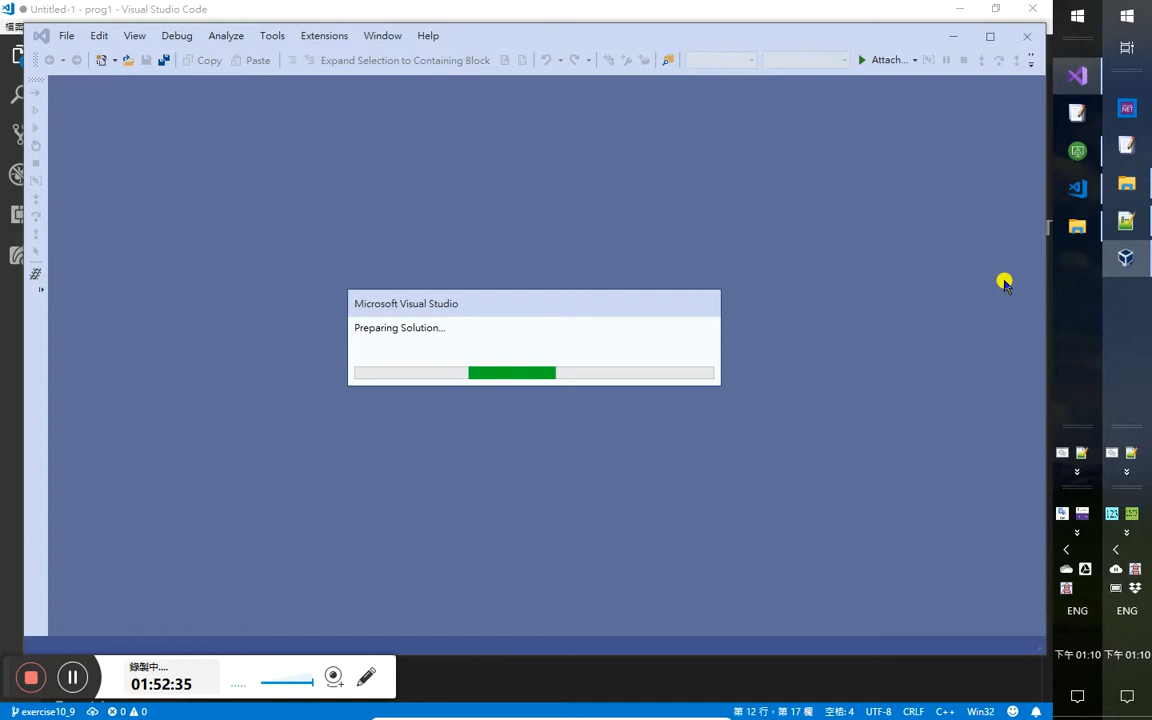 Untitled-1 - prog1 - Visual Studio Code
檔案
File Edit View Debug Analyze Tools Extensions Window Help
Copy Paste Expand Selection to Containing Block Attach...
Microsoft Visual Studio
Preparing Solution...
.NET
ENG ENG
下午 01:10 下午 01:10
錄製中....
01:52:35
exercise10_9 0 0 第 12 行，第 17 欄 空格: 4 UTF-8 CRLF C++ Win32